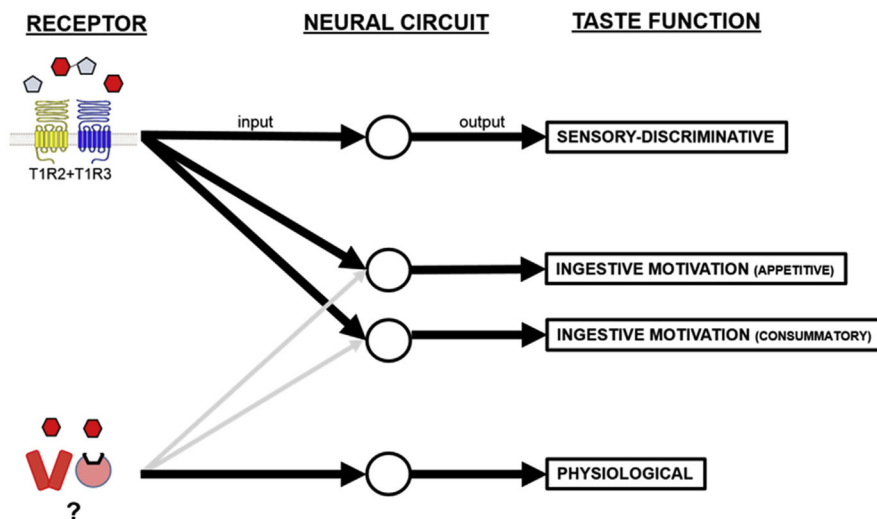 RECEPTOR
NEURAL CIRCUIT
TASTE FUNCTION
T1R2+T1R3
input
output
SENSORY-DISCRIMINATIVE
INGESTIVE MOTIVATION (APPETITIVE)
INGESTIVE MOTIVATION (CONSUMMATORY)
PHYSIOLOGICAL
?